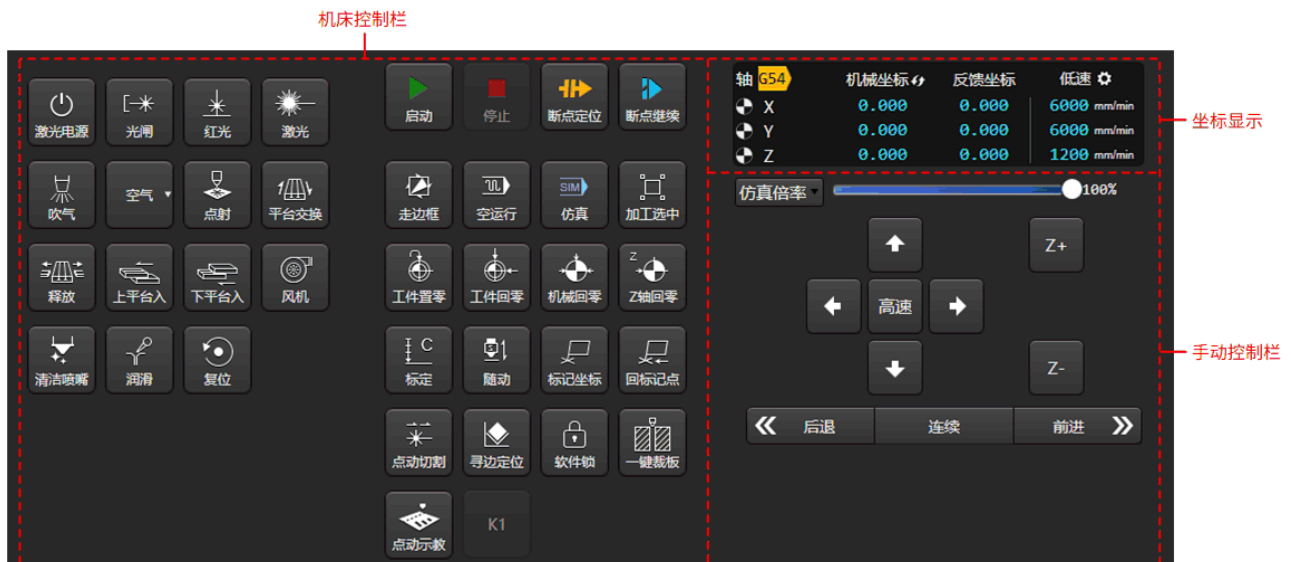 机床控制栏
激光电源 光闸 红光 激光
启动 停止 断点定位 断点继续
轴 G54 机械坐标 反馈坐标 低速
X 0.000 0.000 6000 mm/min
Y 0.000 0.000 6000 mm/min
Z 0.000 0.000 1200 mm/min
坐标显示
吹气 空气 点射 平台交换
走边框 空运行 SIM 仿真 加工选中
仿真倍率 100%
释放 上平台入 下平台入 风机
工件置零 工件回零 机械回零 Z Z轴回零
Z+
高速
清洁喷嘴 润滑 复位
C 标定 随动 标记坐标 回标记点
Z-
手动控制栏
后退 连续 前进
点动切割 寻边定位 软件锁 一键裁板
点动示教 K1